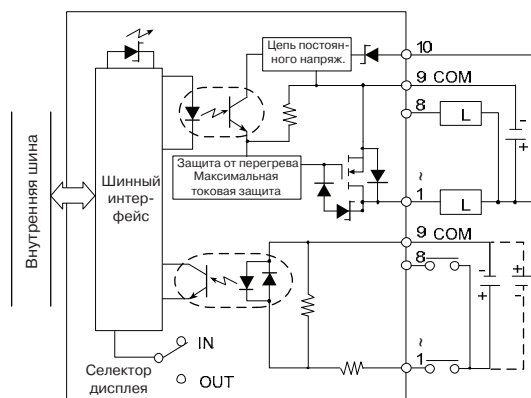 Цепь постоян-
ного напряж.
10
9 COM
8
L
-
+
Защита от перегрева
Максимальная
токовая защита
~
1
L
Внутренняя шина
Шинный
интер-
фейс
9 COM
8
-
+
+
-
~
1
IN
Селектор
дисплея
OUT